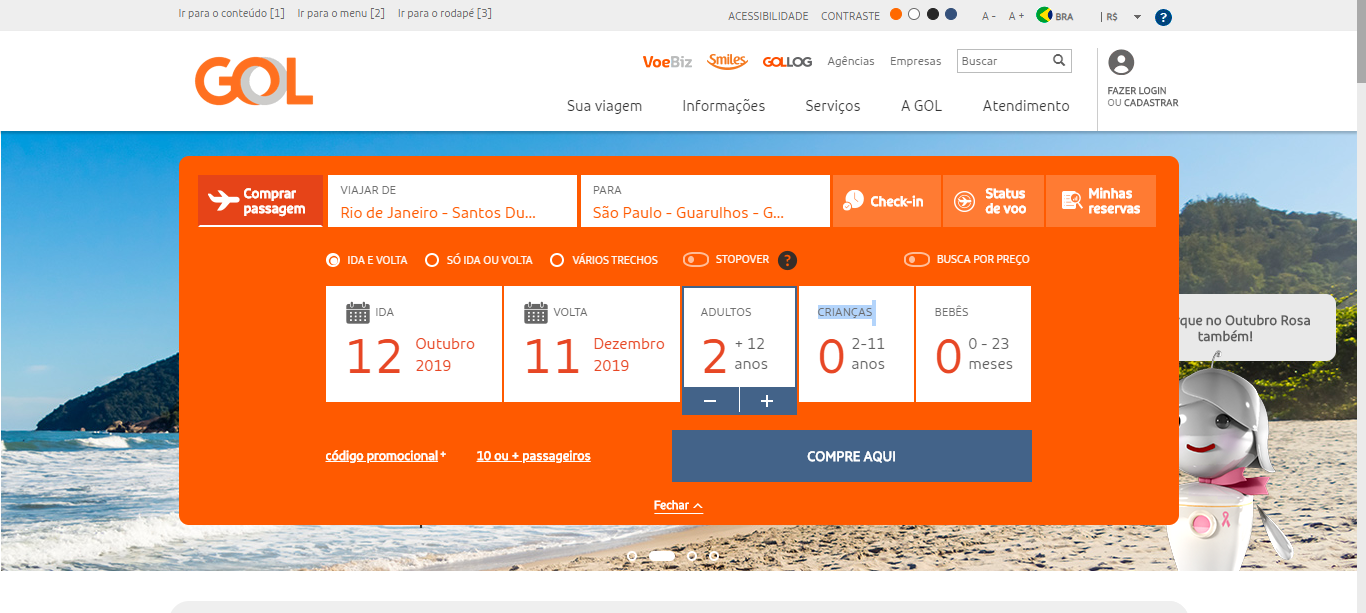 Ir para o conteúdo [1] Ir para o menu [2] Ir para o rodapé [3] ACESSIBILIDADE CONTRASTE A - A + BRA | R$ ?
VoeBiz Smiles GOLLOG Agências Empresas Buscar
GOL
FAZER LOGIN
OU CADASTRAR
Sua viagem Informações Serviços A GOL Atendimento
Comprar
passagem
VIAJAR DE
Rio de Janeiro - Santos Du...
PARA
São Paulo - Guarulhos - G...
Check-in
Status
de voo
Minhas
reservas
IDA E VOLTA SÓ IDA OU VOLTA VÁRIOS TRECHOS STOPOVER ? BUSCA POR PREÇO
IDA
12 Outubro
2019
VOLTA
11 Dezembro
2019
ADULTOS
2 + 12
anos
− +
CRIANÇAS
0 2-11
anos
BEBÊS
0 0 - 23
meses
que no Outubro Rosa
também!
código promocional+ 10 ou + passageiros COMPRE AQUI
Fechar